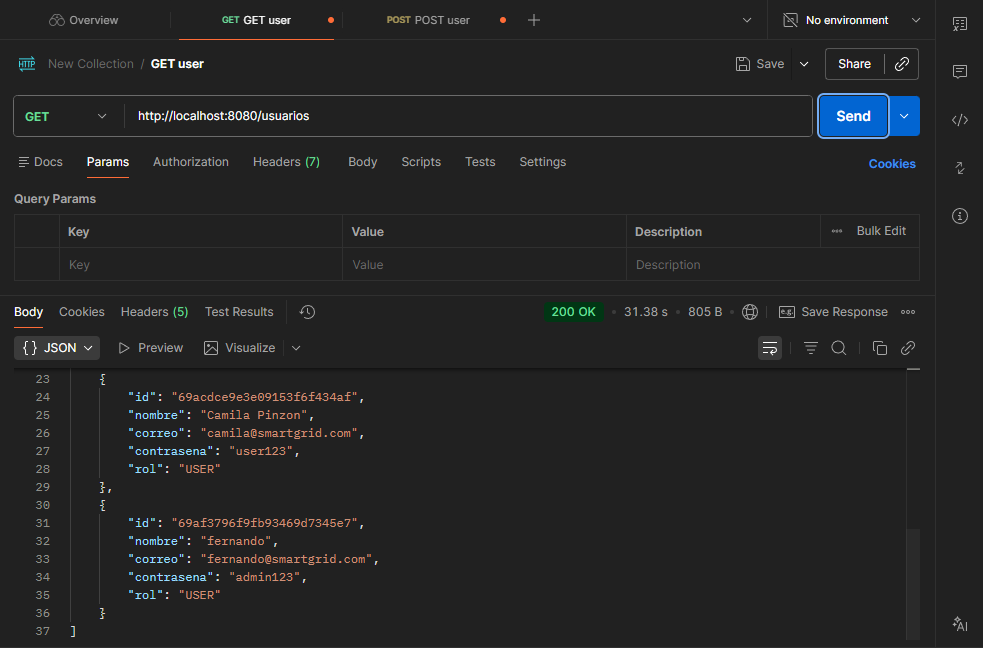 Overview
GET GET user
POST POST user
No environment
HTTP New Collection / GET user
Save
Share
GET
http://localhost:8080/usuarios
Send
Docs Params Authorization Headers (7) Body Scripts Tests Settings
Cookies
Query Params
Key Value Description Bulk Edit
Key Value Description
Body Cookies Headers (5) Test Results
200 OK • 31.38 s • 805 B •
e.g. Save Response
{} JSON Preview Visualize
23 {
24 "id": "69acdce9e3e09153f6f434af",
25 "nombre": "Camila Pinzon",
26 "correo": "camila@smartgrid.com",
27 "contrasena": "user123",
28 "rol": "USER"
29 },
30 {
31 "id": "69af3796f9fb93469d7345e7",
32 "nombre": "fernando",
33 "correo": "fernando@smartgrid.com",
34 "contrasena": "admin123",
35 "rol": "USER"
36 }
37 ]
AI